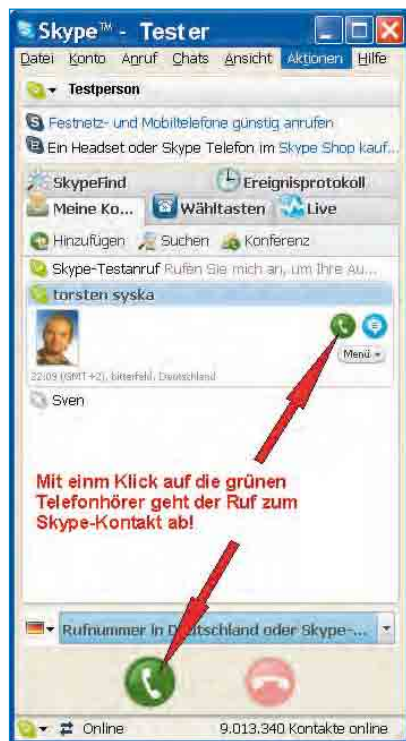 Skype™ - Tester
Datei Konto Anruf Chats Ansicht Aktionen Hilfe
Testperson
Festnetz- und Mobiltelefone günstig anrufen
Ein Headset oder Skype Telefon im Skype Shop kauf...
SkypeFind Ereignisprotokoll
Meine Ko... Wähltasten Live
Hinzufügen Suchen Konferenz
Skype-Testanruf Rufen Sie mich an, um Ihre Au...
torsten syska
Menü
22:09 (GMT +2), bitterfeld, Deutschland
Sven
Mit einm Klick auf die grünen
Telefonhörer geht der Ruf zum
Skype-Kontakt ab!
Rufnummer in Deutschland oder Skype-...
Online 9.013.340 Kontakte online